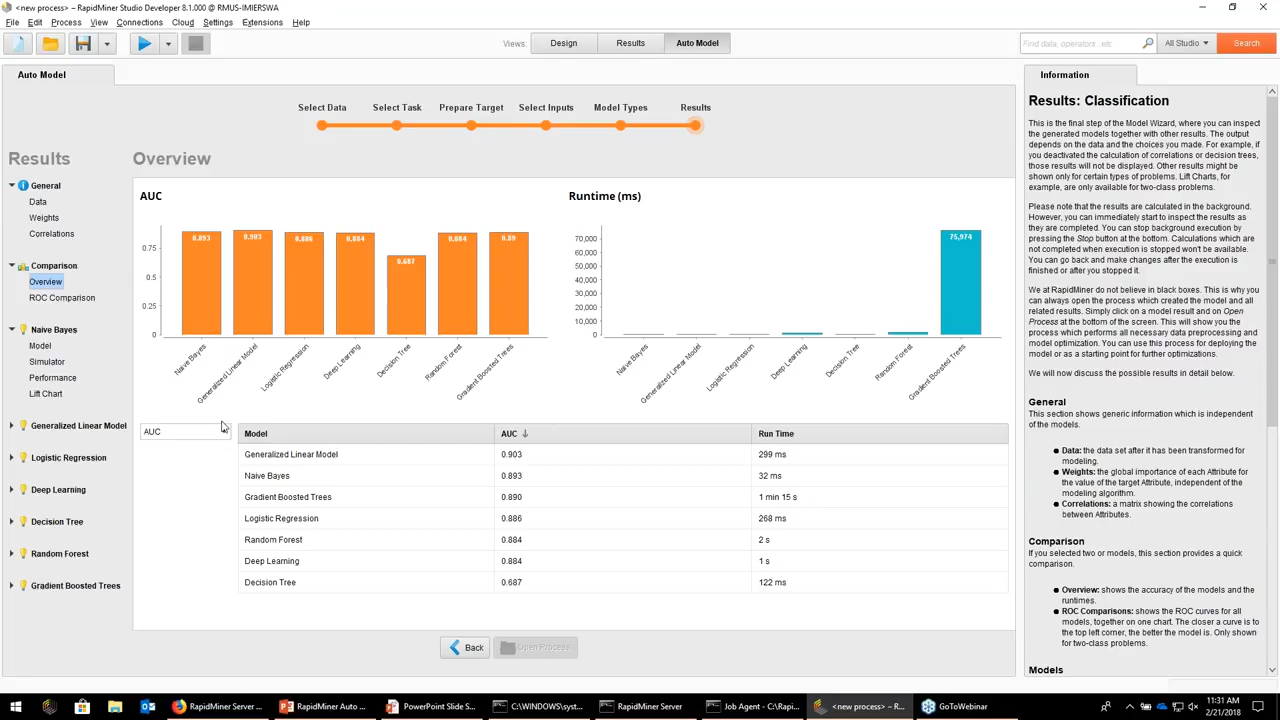 <new process> — RapidMiner Studio Developer 8.1.000 @ RMUS-IMIERSWA
File Edit Process View Connections Cloud Settings Extensions Help
Views: Design Results Auto Model
Find data, operators...etc
All Studio
Search
Auto Model
Select Data Select Task Prepare Target Select Inputs Model Types Results
Results
General
Data
Weights
Correlations
Comparison
Overview
ROC Comparison
Naive Bayes
Model
Simulator
Performance
Lift Chart
Generalized Linear Model
Logistic Regression
Deep Learning
Decision Tree
Random Forest
Gradient Boosted Trees
Overview
AUC
0.75
0.5
0.25
0
0.893 0.903 0.886 0.884 0.687 0.884 0.89
Naive Bayes
Generalized Linear Model
Logistic Regression
Deep Learning
Decision Tree
Random Forest
Gradient Boosted Trees
Runtime (ms)
70,000
60,000
50,000
40,000
30,000
20,000
10,000
0
75,974
Naive Bayes
Generalized Linear Model
Logistic Regression
Deep Learning
Decision Tree
Random Forest
Gradient Boosted Trees
AUC
Model AUC Run Time
Generalized Linear Model 0.903 299 ms
Naive Bayes 0.893 32 ms
Gradient Boosted Trees 0.890 1 min 15 s
Logistic Regression 0.886 268 ms
Random Forest 0.884 2 s
Deep Learning 0.884 1 s
Decision Tree 0.687 122 ms
Back
Open Process
Information
Results: Classification
This is the final step of the Model Wizard, where you can inspect
the generated models together with other results. The output
depends on the data and the choices you made. For example, if
you deactivated the calculation of correlations or decision trees,
those results will not be displayed. Other results might be
shown only for certain types of problems. Lift Charts, for
example, are only available for two-class problems.
Please note that the results are calculated in the background.
However, you can immediately start to inspect the results as
they are completed. You can stop background execution by
pressing the Stop button at the bottom. Calculations which are
not completed when execution is stopped won't be available.
You can go back and make changes after the execution is
finished or after you stopped it.
We at RapidMiner do not believe in black boxes. This is why you
can always open the process which created the model and all
related results. Simply click on a model result and on Open
Process at the bottom of the screen. This will show you the
process which performs all necessary data preprocessing and
model optimization. You can use this process for deploying the
model or as a starting point for further optimizations.
We will now discuss the possible results in detail below.
General
This section shows generic information which is independent
of the models.
Data: the data set after it has been transformed for
modeling.
Weights: the global importance of each Attribute for
the value of the target Attribute, independent of the
modeling algorithm.
Correlations: a matrix showing the correlations
between Attributes.
Comparison
If you selected two or models, this section provides a quick
comparison.
Overview: shows the accuracy of the models and the
runtimes.
ROC Comparisons: shows the ROC curves for all
models, together on one chart. The closer a curve is to
the top left corner, the better the model is. Only shown
for two-class problems.
Models
RapidMiner Server ...
RapidMiner Auto ...
PowerPoint Slide S...
C:\WINDOWS\syst...
RapidMiner Server
Job Agent - C:\Rapi...
<new process> – R...
GoToWebinar
11:31 AM
2/21/2018